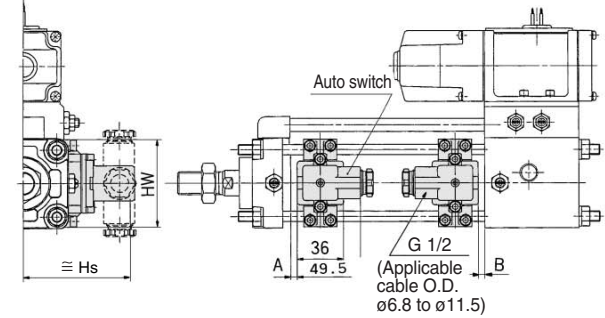 Auto switch
HW
36
A
49.5
G 1/2
B
≅ Hs
(Applicable
cable O.D.
ø6.8 to ø11.5)